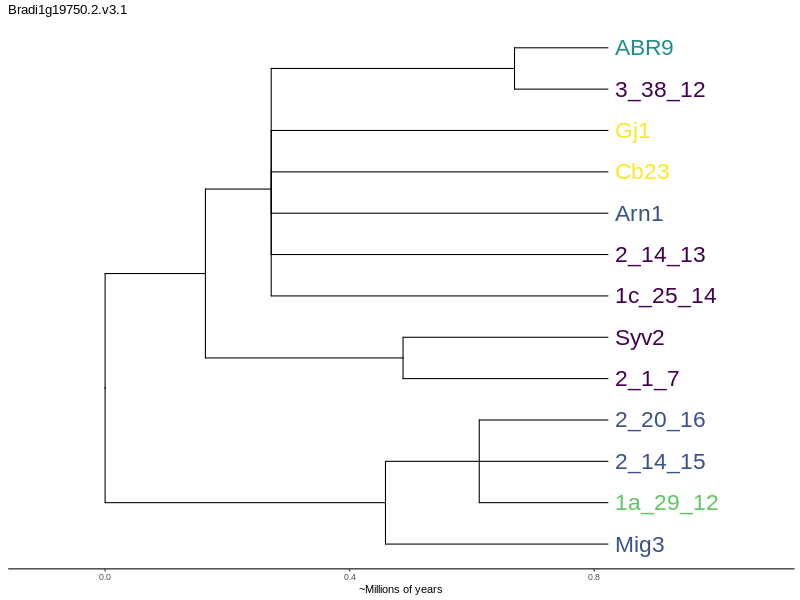 Bradi1g19750.2.v3.1
ABR9
3_38_12
Gj1
Cb23
Arn1
2_14_13
1c_25_14
Syv2
2_1_7
2_20_16
2_14_15
1a_29_12
Mig3
0.0 0.4 0.8
~Millions of years